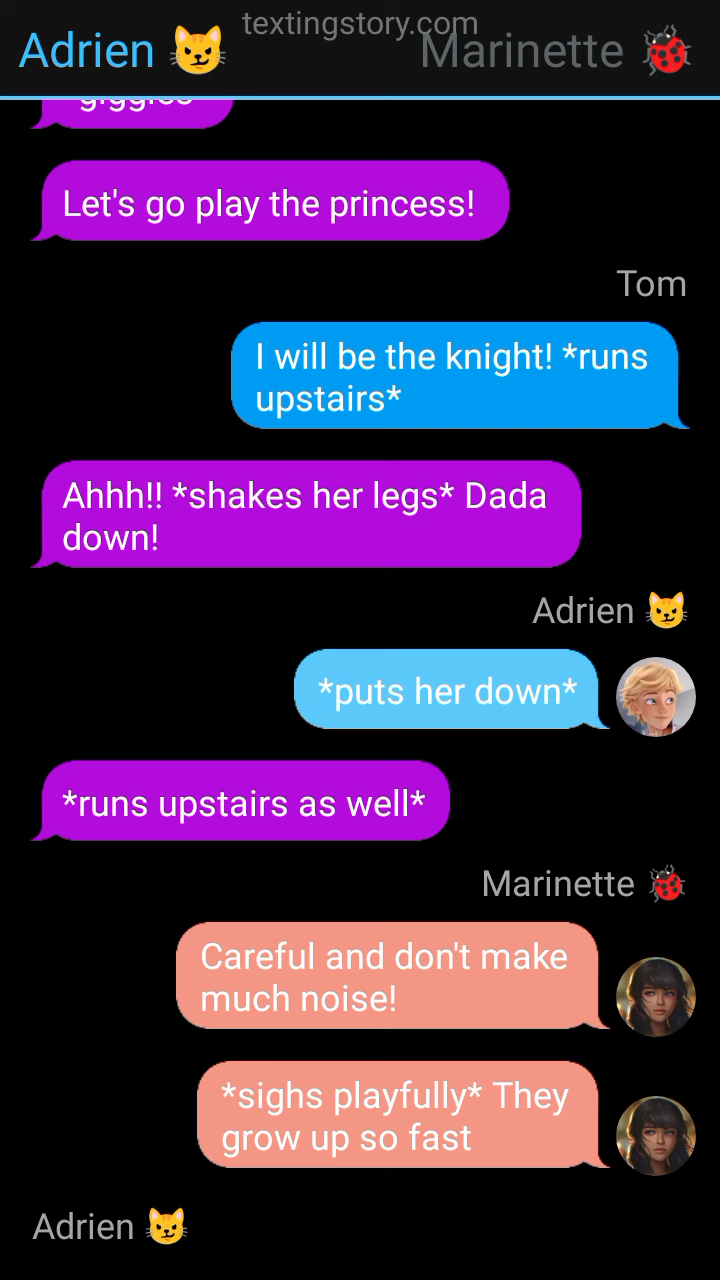 textingstory.com
Adrien 😼 Marinette 🐞
*giggles*
Let's go play the princess!
Tom
I will be the knight! *runs
upstairs*
Ahhh!! *shakes her legs* Dada
down!
Adrien 😼
*puts her down*
*runs upstairs as well*
Marinette 🐞
Careful and don't make
much noise!
*sighs playfully* They
grow up so fast
Adrien 😼